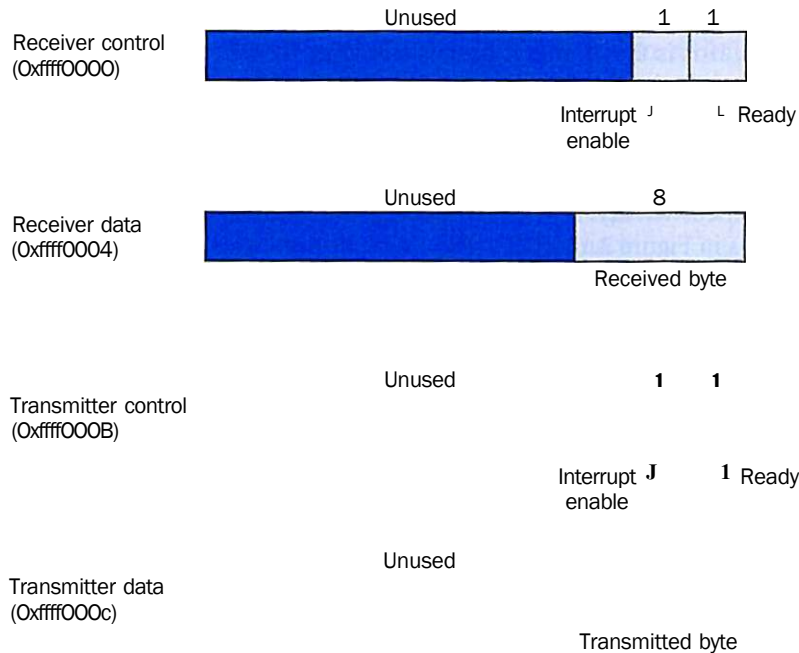 Unused 1 1
Receiver control
(0xffff0000)
Interrupt ┘ └ Ready
enable
Unused 8
Receiver data
(0xffff0004)
Received byte
Unused 1 1
Transmitter control
(0xffff000B)
Interrupt J 1 Ready
enable
Unused
Transmitter data
(0xffff000c)
Transmitted byte